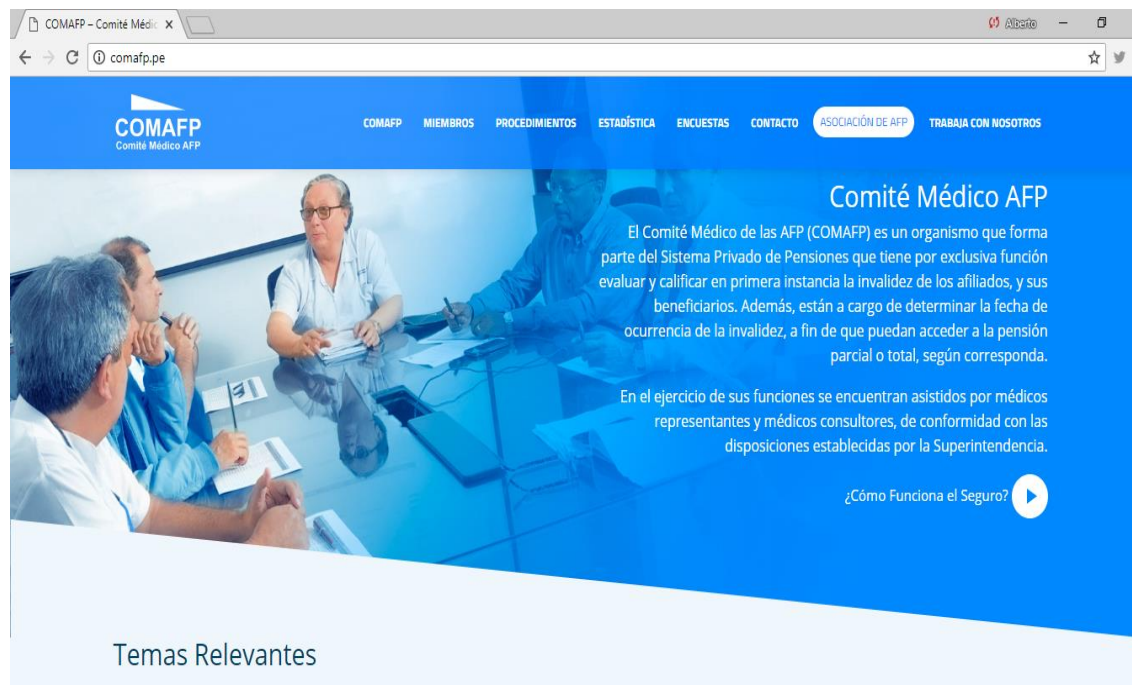 COMAFP – Comité Médic
Alberto
comafp.pe
COMAFP
Comité Médico AFP
COMAFP MIEMBROS PROCEDIMIENTOS ESTADÍSTICA ENCUESTAS CONTACTO ASOCIACIÓN DE AFP TRABAJA CON NOSOTROS
Comité Médico AFP
El Comité Médico de las AFP (COMAFP) es un organismo que forma
parte del Sistema Privado de Pensiones que tiene por exclusiva función
evaluar y calificar en primera instancia la invalidez de los afiliados, y sus
beneficiarios. Además, están a cargo de determinar la fecha de
ocurrencia de la invalidez, a fin de que puedan acceder a la pensión
parcial o total, según corresponda.
En el ejercicio de sus funciones se encuentran asistidos por médicos
representantes y médicos consultores, de conformidad con las
disposiciones establecidas por la Superintendencia.
¿Cómo Funciona el Seguro?
Temas Relevantes